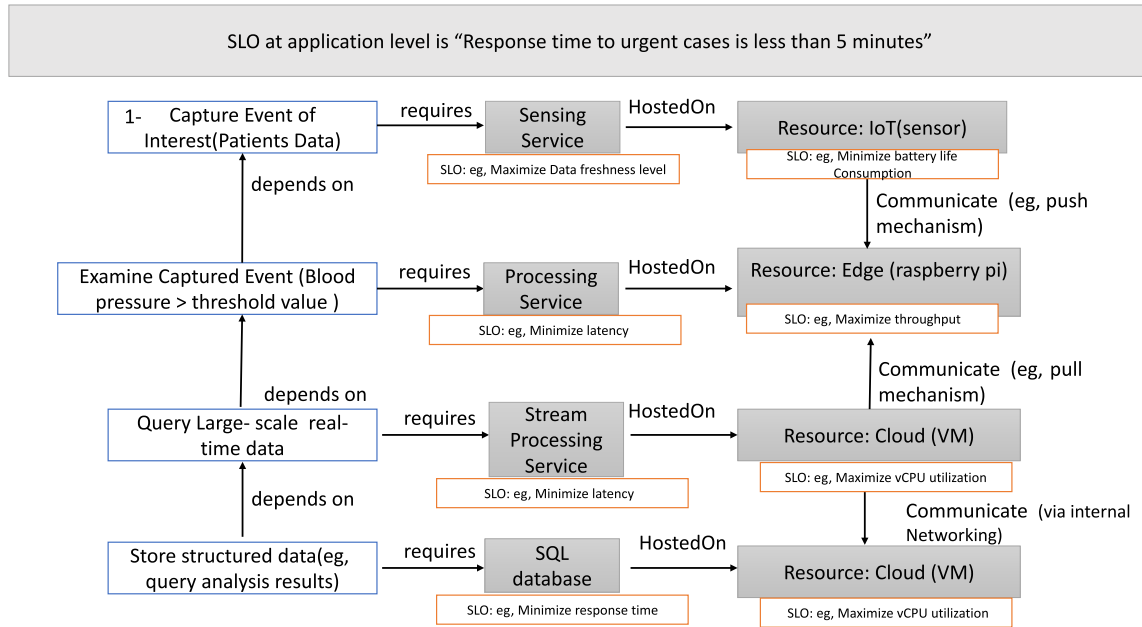 SLO at application level is “Response time to urgent cases is less than 5 minutes”
1- Capture Event of
Interest(Patients Data)
requires
Sensing
Service
SLO: eg, Maximize Data freshness level
HostedOn
Resource: IoT(sensor)
SLO: eg, Minimize battery life
Consumption
depends on
Communicate (eg, push
mechanism)
Examine Captured Event (Blood
pressure > threshold value )
requires
Processing
Service
SLO: eg, Minimize latency
HostedOn
Resource: Edge (raspberry pi)
SLO: eg, Maximize throughput
depends on
Communicate (eg, pull
mechanism)
Query Large- scale real-
time data
requires
Stream
Processing
Service
SLO: eg, Minimize latency
HostedOn
Resource: Cloud (VM)
SLO: eg, Maximize vCPU utilization
depends on
Communicate (via internal
Networking)
Store structured data(eg,
query analysis results)
requires
SQL
database
SLO: eg, Minimize response time
HostedOn
Resource: Cloud (VM)
SLO: eg, Maximize vCPU utilization